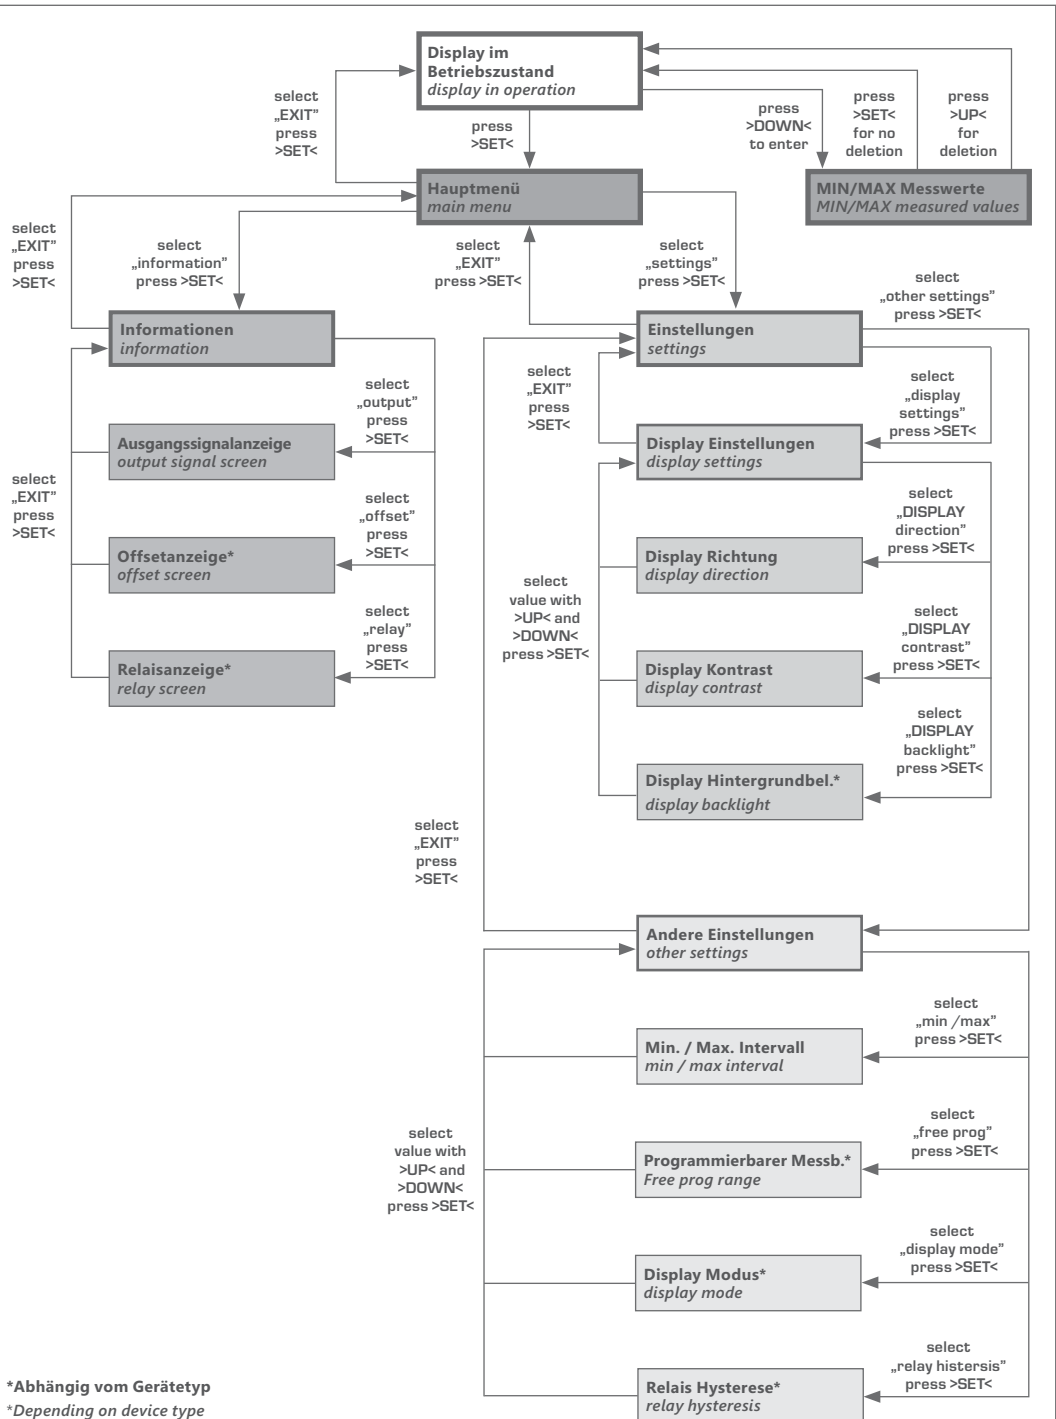 Display im
Betriebszustand
display in operation
select
„EXIT”
press
>SET<
press
>SET<
press
>DOWN<
to enter
press
>SET<
for no
deletion
press
>UP<
for
deletion
Hauptmenü
main menu
MIN/MAX Messwerte
MIN/MAX measured values
select
„EXIT”
press
>SET<
select
„information”
press >SET<
select
„EXIT”
press >SET<
select
„settings”
press >SET<
select
„other settings”
press >SET<
Informationen
information
Einstellungen
settings
select
„output”
press
>SET<
select
„EXIT”
press
>SET<
select
„display
settings”
press >SET<
Ausgangssignalanzeige
output signal screen
Display Einstellungen
display settings
select
„EXIT”
press
>SET<
select
„offset”
press
>SET<
select
„DISPLAY
direction”
press >SET<
Offsetanzeige*
offset screen
Display Richtung
display direction
select
value with
>UP< and
>DOWN<
press >SET<
select
„relay”
press
>SET<
select
„DISPLAY
contrast”
press >SET<
Relaisanzeige*
relay screen
Display Kontrast
display contrast
select
„DISPLAY
backlight”
press >SET<
Display Hintergrundbel.*
display backlight
select
„EXIT”
press
>SET<
Andere Einstellungen
other settings
select
„min /max”
press >SET<
Min. / Max. Intervall
min / max interval
select
value with
>UP< and
>DOWN<
press >SET<
select
„free prog”
press >SET<
Programmierbarer Messb.*
Free prog range
select
„display mode”
press >SET<
Display Modus*
display mode
select
„relay histersis”
press >SET<
Relais Hysterese*
relay hysteresis
*Abhängig vom Gerätetyp
*Depending on device type